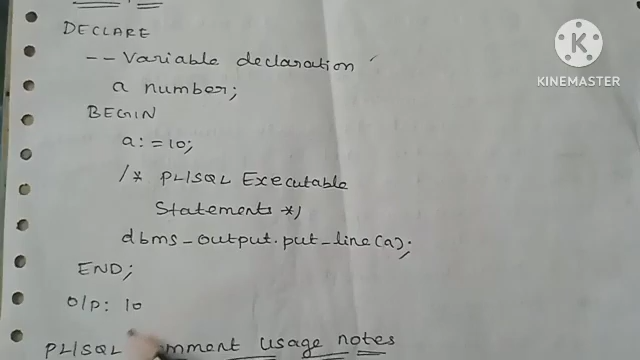 DECLARE
-- Variable declaration
a number;
BEGIN
a:=10;
/* PL/SQL Executable
Statements */
dbms_output.put_line(a);
END;
O/P: 10
PL/SQL usage notes
K
KINEMASTER